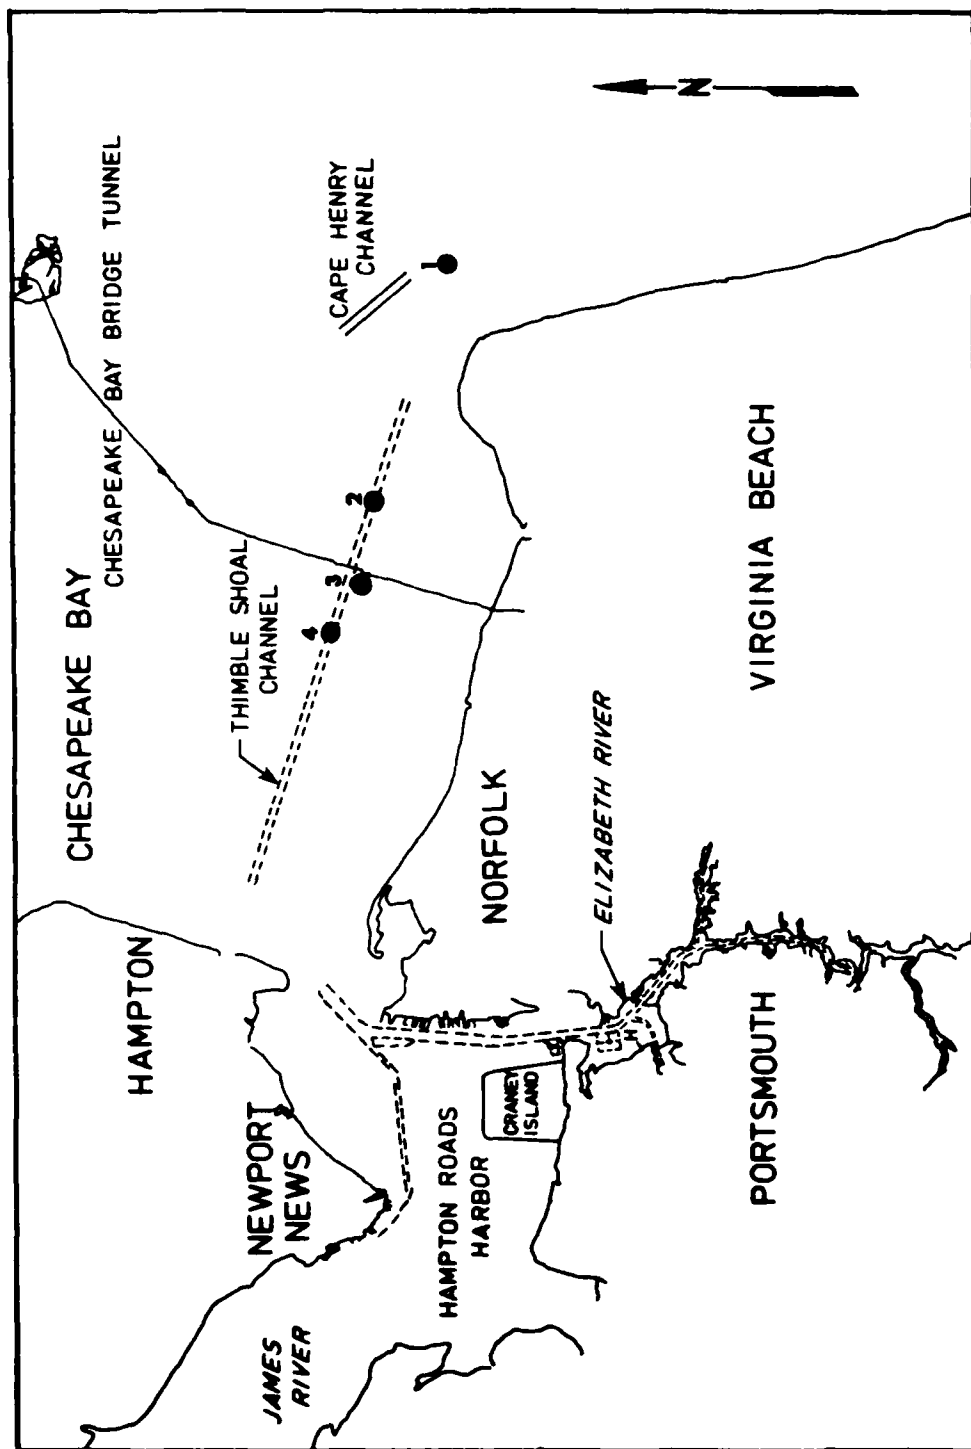 CHESAPEAKE BAY
CHESAPEAKE BAY BRIDGE TUNNEL
HAMPTON
THIMBLE SHOAL
CHANNEL
CAPE HENRY
CHANNEL
N
4
3
2
1
NEWPORT
NEWS
JAMES
RIVER
HAMPTON ROADS
HARBOR
CRANEY
ISLAND
NORFOLK
ELIZABETH RIVER
PORTSMOUTH
VIRGINIA BEACH